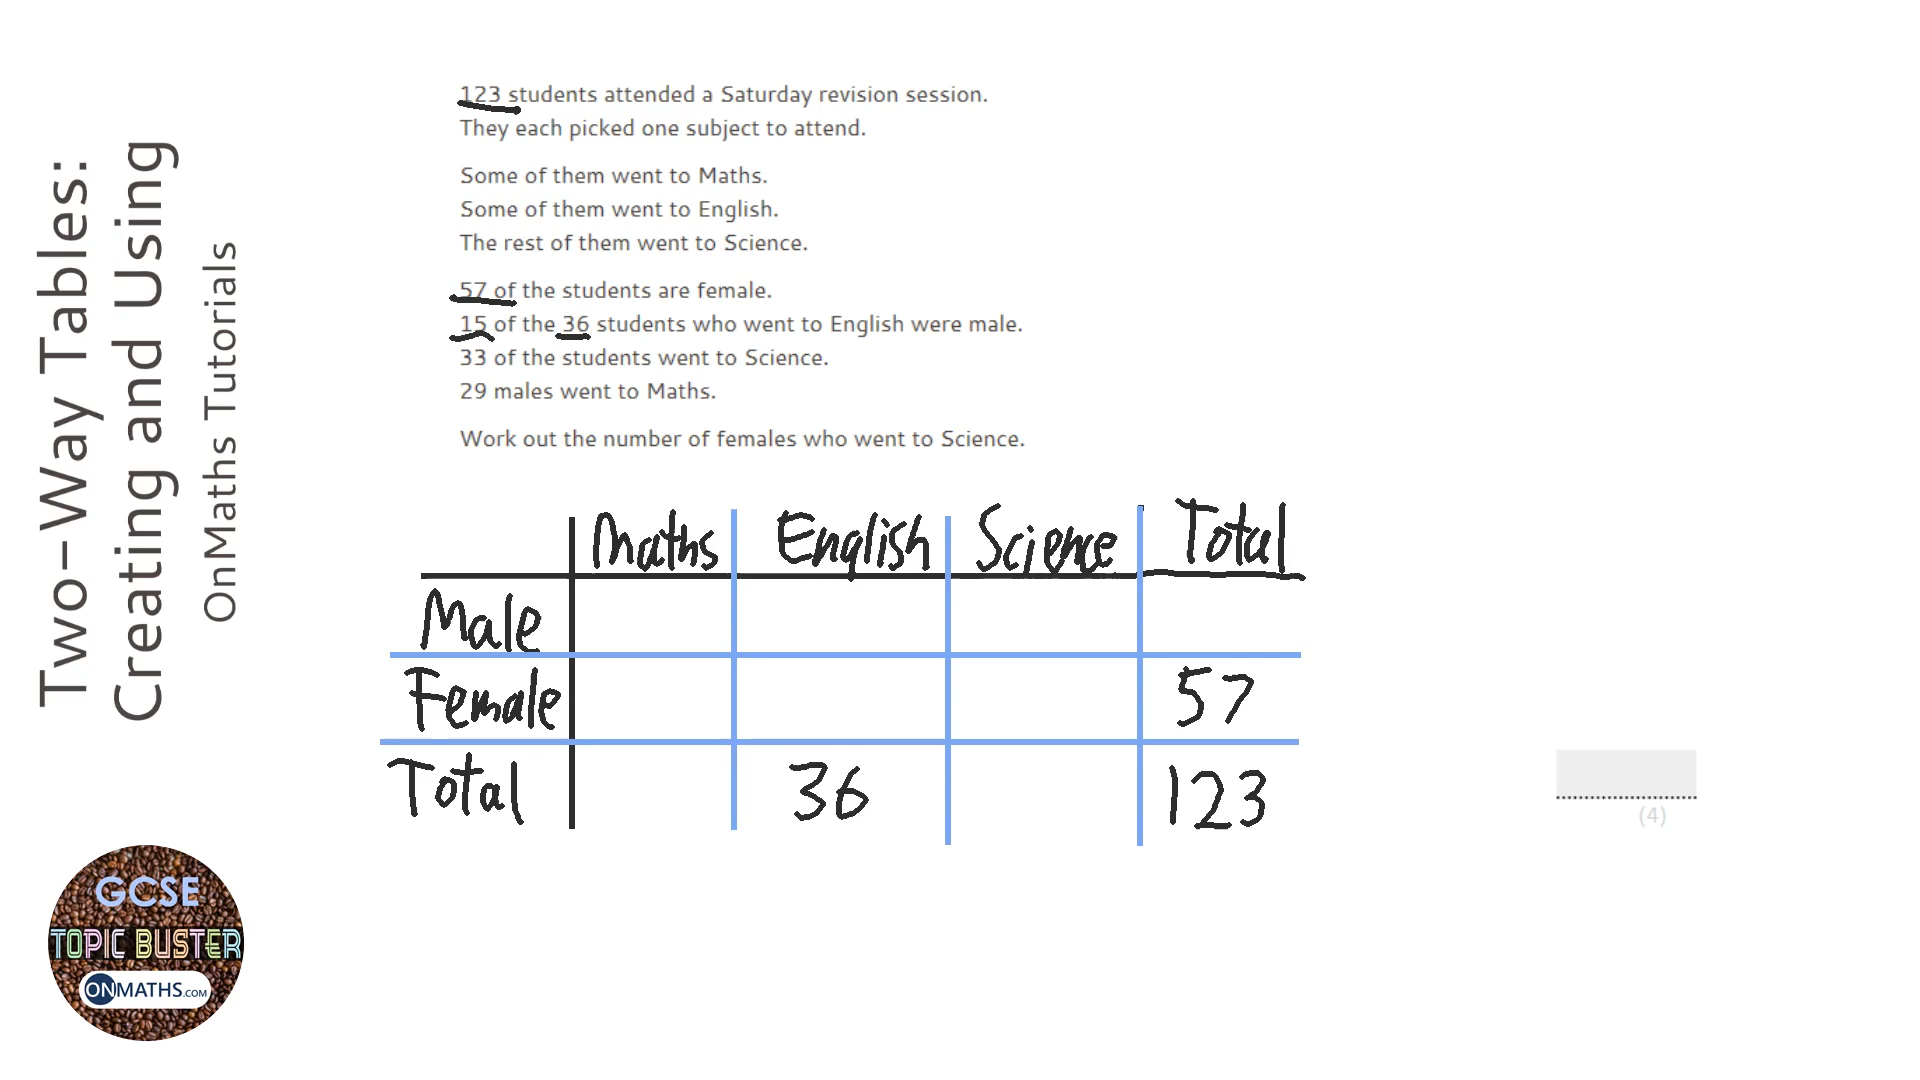 Two-Way Tables:
Creating and Using
OnMaths Tutorials
123 students attended a Saturday revision session.
They each picked one subject to attend.
Some of them went to Maths.
Some of them went to English.
The rest of them went to Science.
57 of the students are female.
15 of the 36 students who went to English were male.
33 of the students went to Science.
29 males went to Maths.
Work out the number of females who went to Science.
Maths English Science Total
Male
Female 57
Total 36 123
(4)
GCSE
TOPIC BUSTER
ONMATHS.COM